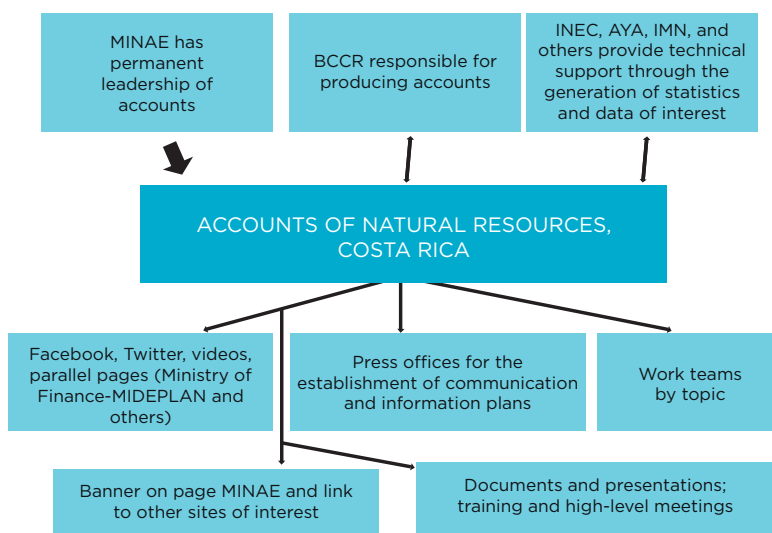 MINAE has
permanent
leadership of
accounts
BCCR responsible for
producing accounts
INEC, AYA, IMN, and
others provide technical
support through the
generation of statistics
and data of interest
ACCOUNTS OF NATURAL RESOURCES,
COSTA RICA
Facebook, Twitter, videos,
parallel pages (Ministry of
Finance-MIDEPLAN and
others)
Press offices for the
establishment of communication
and information plans
Work teams
by topic
Banner on page MINAE and link
to other sites of interest
Documents and presentations;
training and high-level meetings